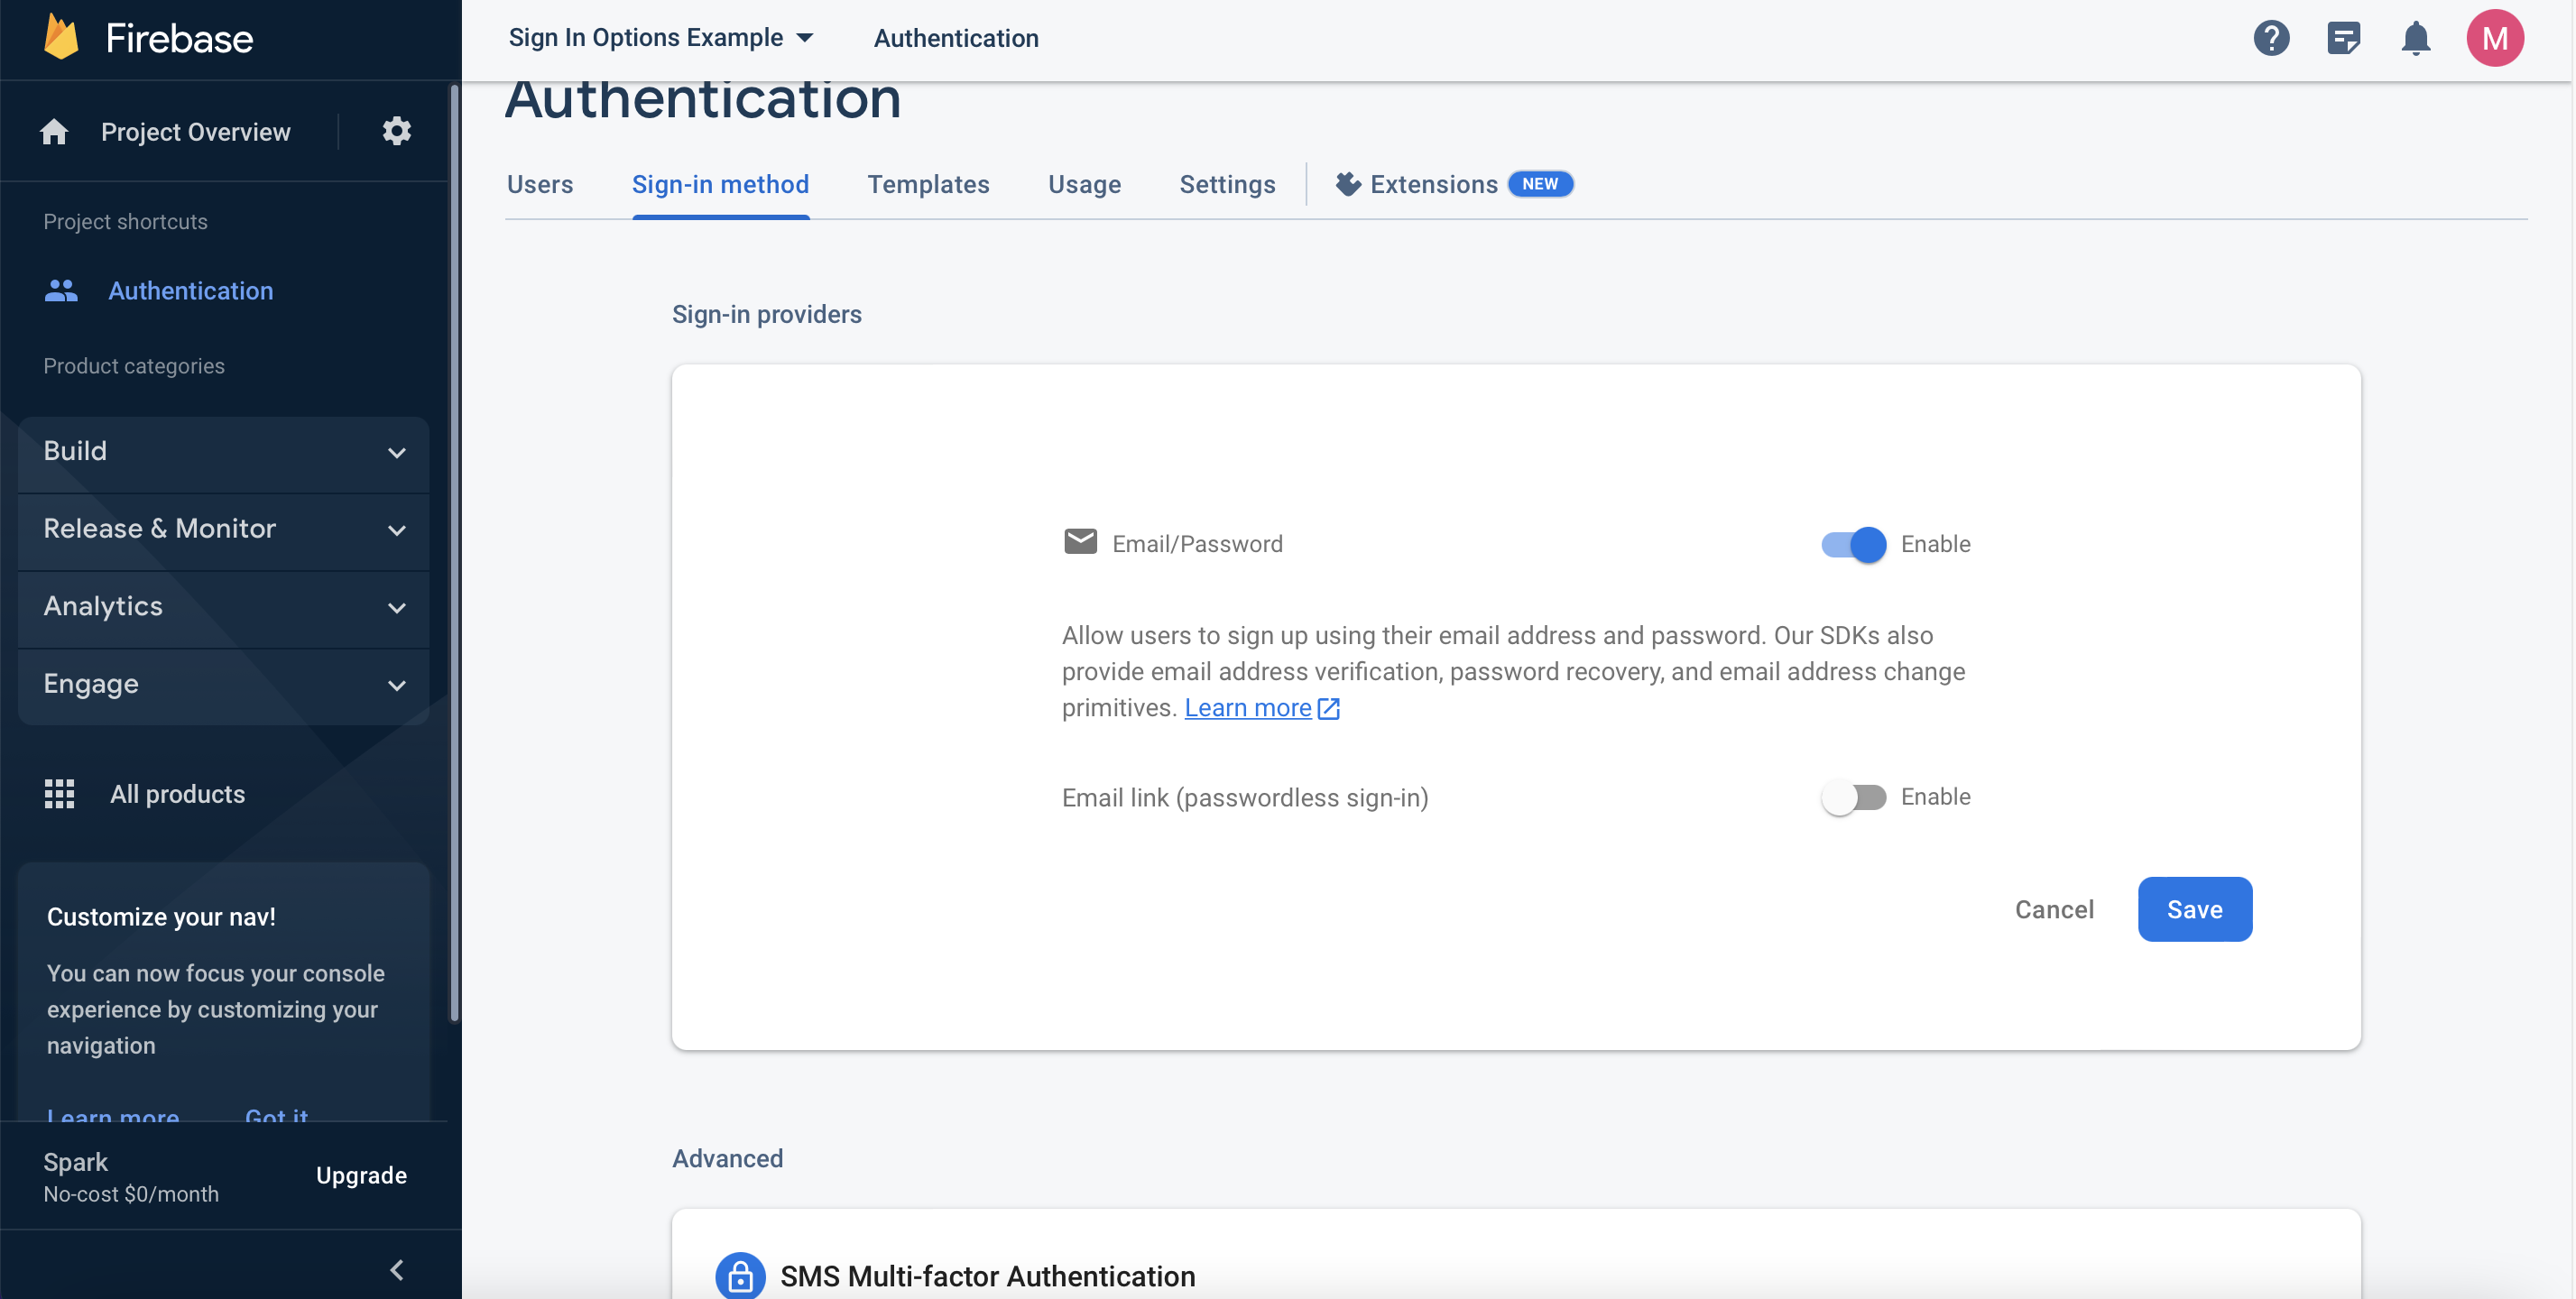 Firebase
Sign In Options Example
Authentication
M
Project Overview
Project shortcuts
Authentication
Product categories
Build
Release & Monitor
Analytics
Engage
All products
Customize your nav!
You can now focus your console
experience by customizing your
navigation
Learn more
Got it
Spark
No-cost $0/month
Upgrade
Authentication
Users
Sign-in method
Templates
Usage
Settings
Extensions
NEW
Sign-in providers
Email/Password
Enable
Allow users to sign up using their email address and password. Our SDKs also
provide email address verification, password recovery, and email address change
primitives. Learn more
Email link (passwordless sign-in)
Enable
Cancel
Save
Advanced
SMS Multi-factor Authentication